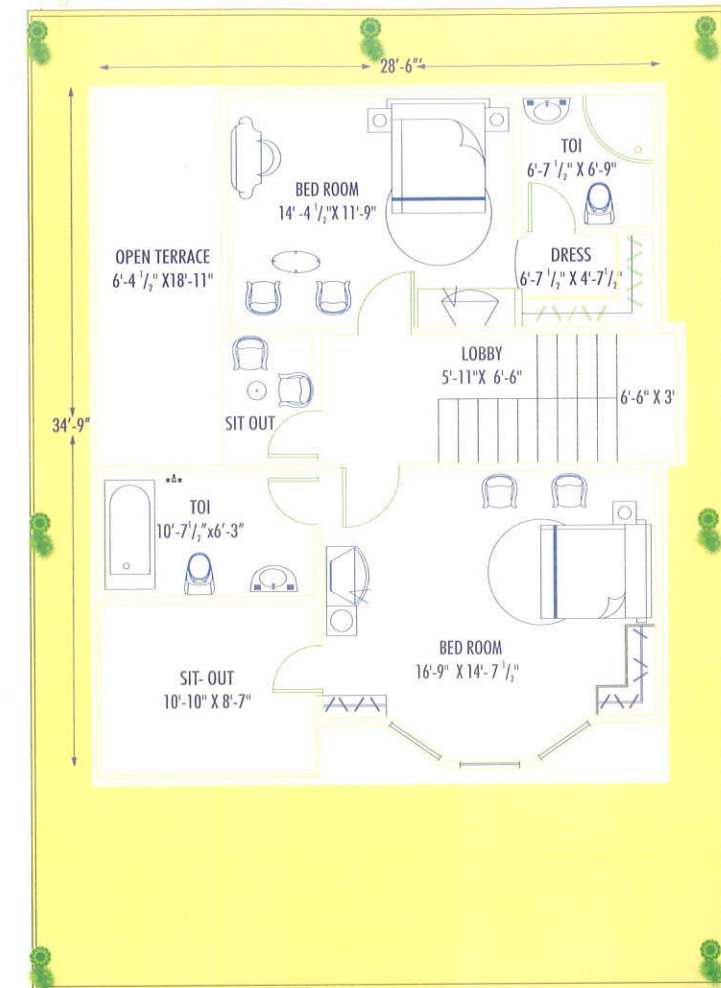 28'-6"
BED ROOM
14'-4 1/2"X 11'-9"
TOI
6'-7 1/2" X 6'-9"
OPEN TERRACE
6'-4 1/2" X18'-11"
DRESS
6'-7 1/2" X 4'-7 1/2"
LOBBY
5'-11"X 6'-6"
6'-6" X 3'
34'-9"
SIT OUT
TOI
10'-7 1/2"x6'-3"
BED ROOM
16'-9" X 14'- 7 1/2"
SIT- OUT
10'-10" X 8'-7"